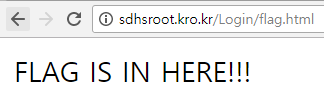 sdhsroot.kro.kr/Login/flag.html
FLAG IS IN HERE!!!